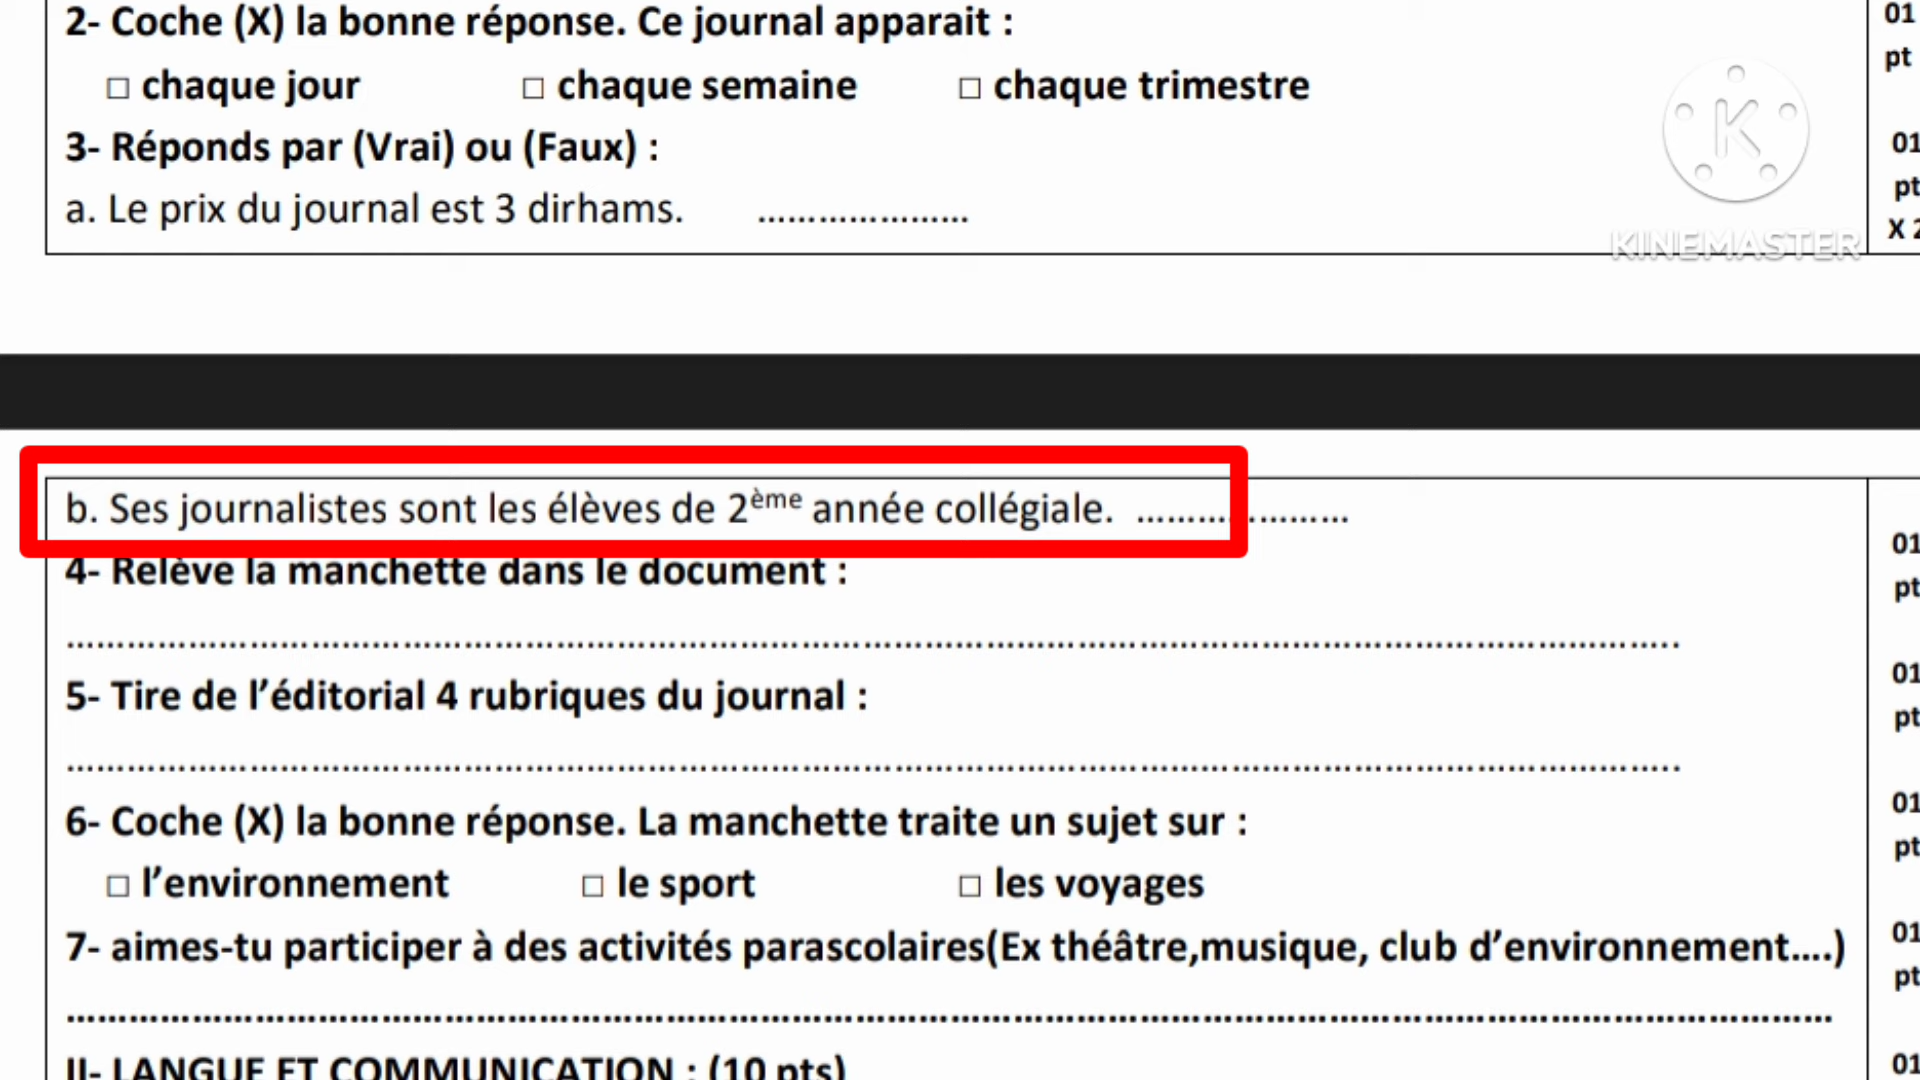 2- Coche (X) la bonne réponse. Ce journal apparait :
01
pt
□ chaque jour □ chaque semaine □ chaque trimestre
3- Réponds par (Vrai) ou (Faux) :
01
pt
a. Le prix du journal est 3 dirhams. .....................
X 2
KINEMASTER
b. Ses journalistes sont les élèves de 2ème année collégiale. .....................
01
4- Relève la manchette dans le document :
pt
..........................................................................................
01
5- Tire de l’éditorial 4 rubriques du journal :
pt
..........................................................................................
01
6- Coche (X) la bonne réponse. La manchette traite un sujet sur :
pt
□ l’environnement □ le sport □ les voyages
01
7- aimes-tu participer à des activités parascolaires(Ex théâtre,musique, club d’environnement....)
pt
..........................................................................................
01
II- LANGUE ET COMMUNICATION : (10 pts)